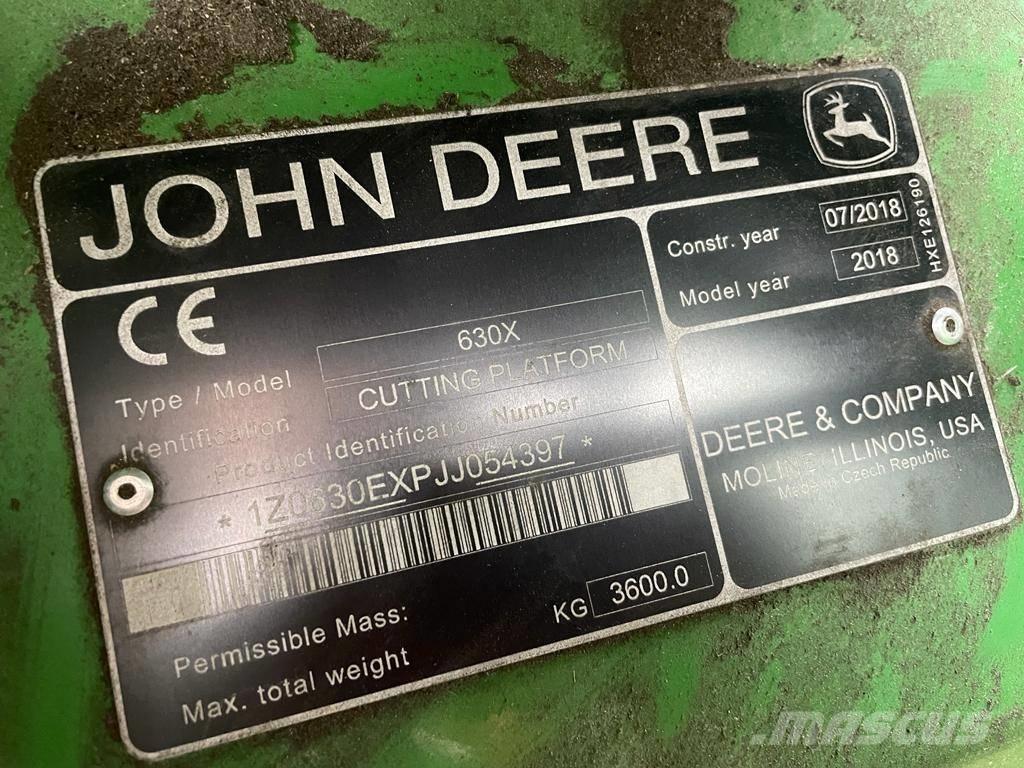 JOHN DEERE
CE
Constr. year 07/2018
Model year 2018
HXE126190
Type / Model 630X
Identification CUTTING PLATFORM
Product Identification Number
* 1Z0630EXPJJ054397 *
Permissible Mass:
Max. total weight KG 3600.0
DEERE & COMPANY
MOLINE ILLINOIS, USA
Made in Czech Republic
MASCUS